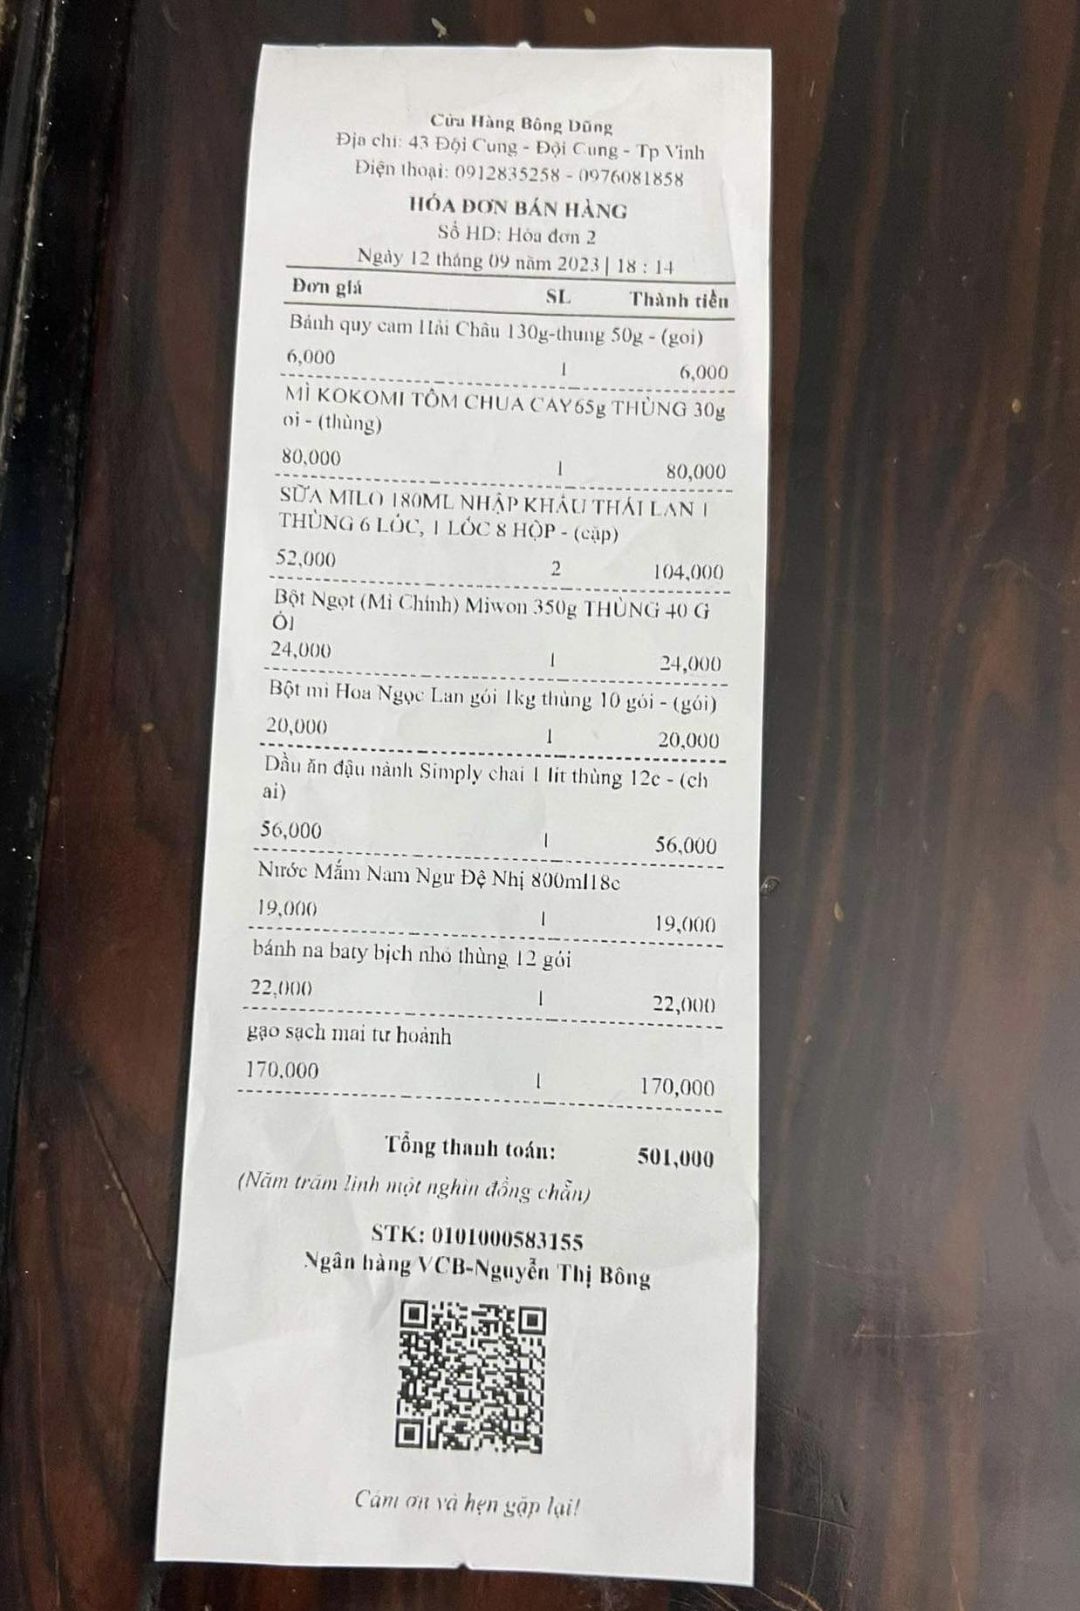 Cửa Hàng Bông Dũng
Địa chỉ: 43 Đội Cung - Đội Cung - Tp Vinh
Điện thoại: 0912835258 - 0976081858
HÓA ĐƠN BÁN HÀNG
Số HD: Hóa đơn 2
Ngày 12 tháng 09 năm 2023 | 18 : 14
Đơn giá SL Thành tiền
Bánh quy cam Hải Châu 130g-thung 50g - (goi)
6,000 1 6,000
MÌ KOKOMI TÔM CHUA CAY65g THÙNG 30g
oi - (thùng)
80,000 1 80,000
SỮA MILO 180ML NHẬP KHẨU THÁI LAN 1
THÙNG 6 LỐC, 1 LỐC 8 HỘP - (cặp)
52,000 2 104,000
Bột Ngọt (Mì Chính) Miwon 350g THÙNG 40 G
ÓI
24,000 1 24,000
Bột mì Hoa Ngọc Lan gói 1kg thùng 10 gói - (gói)
20,000 1 20,000
Dầu ăn đậu nành Simply chai 1 lit thùng 12c - (ch
ai)
56,000 1 56,000
Nước Mắm Nam Ngư Đệ Nhị 800ml18c
19,000 1 19,000
bánh na baty bịch nhỏ thùng 12 gói
22,000 1 22,000
gạo sạch mai tư hoành
170,000 1 170,000
Tổng thanh toán: 501,000
(Năm trăm linh một nghìn đồng chẵn)
STK: 0101000583155
Ngân hàng VCB-Nguyễn Thị Bông
Cảm ơn và hẹn gặp lại!